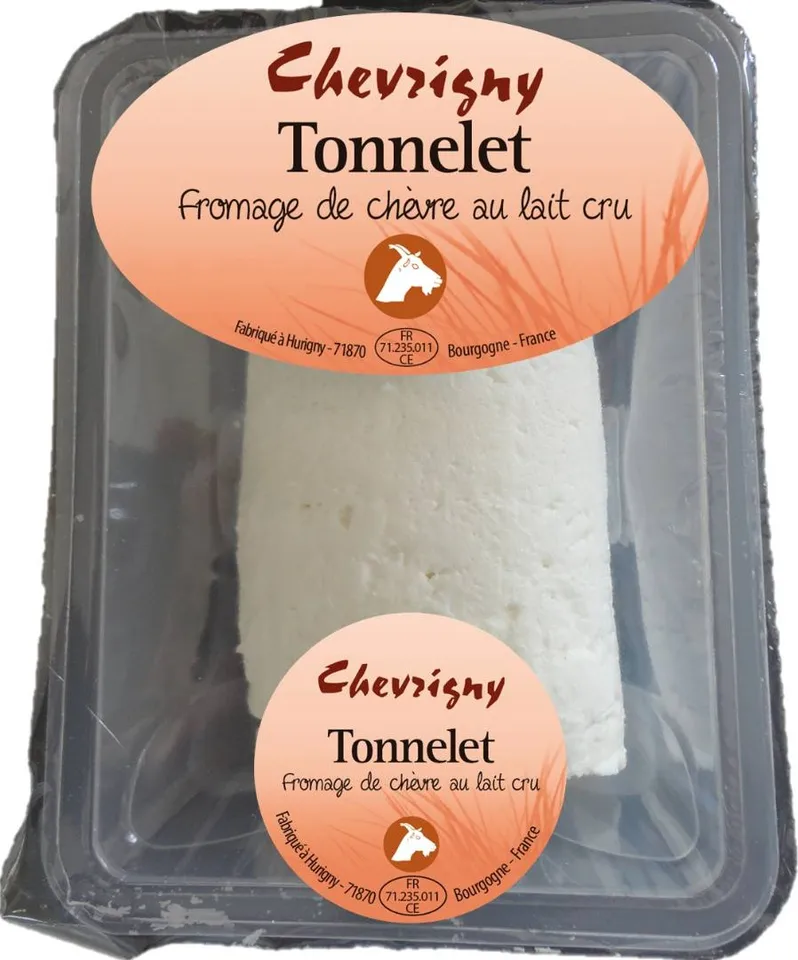 Chevrigny
Tonnelet
Fromage de chèvre au lait cru
Fabriqué à Hurigny - 71870
FR
71.235.011
CE
Bourgogne - France
Chevrigny
Tonnelet
Fromage de chèvre au lait cru
Fabriqué à Hurigny - 71870
FR
71.235.011
CE
Bourgogne - France